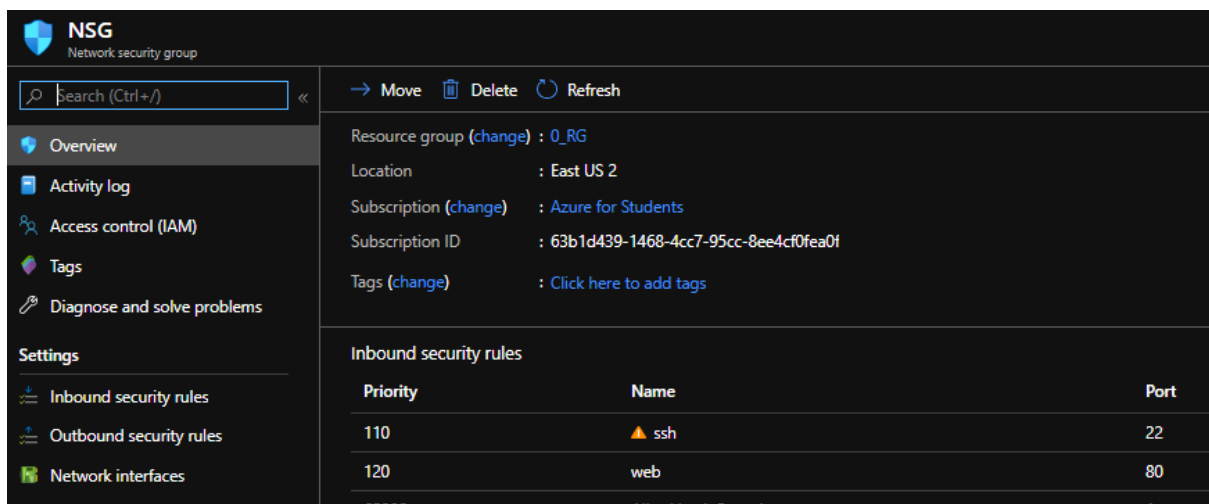 NSG
Network security group
Search (Ctrl+/)
«
Overview
Activity log
Access control (IAM)
Tags
Diagnose and solve problems
Settings
Inbound security rules
Outbound security rules
Network interfaces
Move Delete Refresh
Resource group (change) : 0_RG
Location : East US 2
Subscription (change) : Azure for Students
Subscription ID : 63b1d439-1468-4cc7-95cc-8ee4cf0fea0f
Tags (change) : Click here to add tags
Inbound security rules
Priority Name Port
110 ssh 22
120 web 80